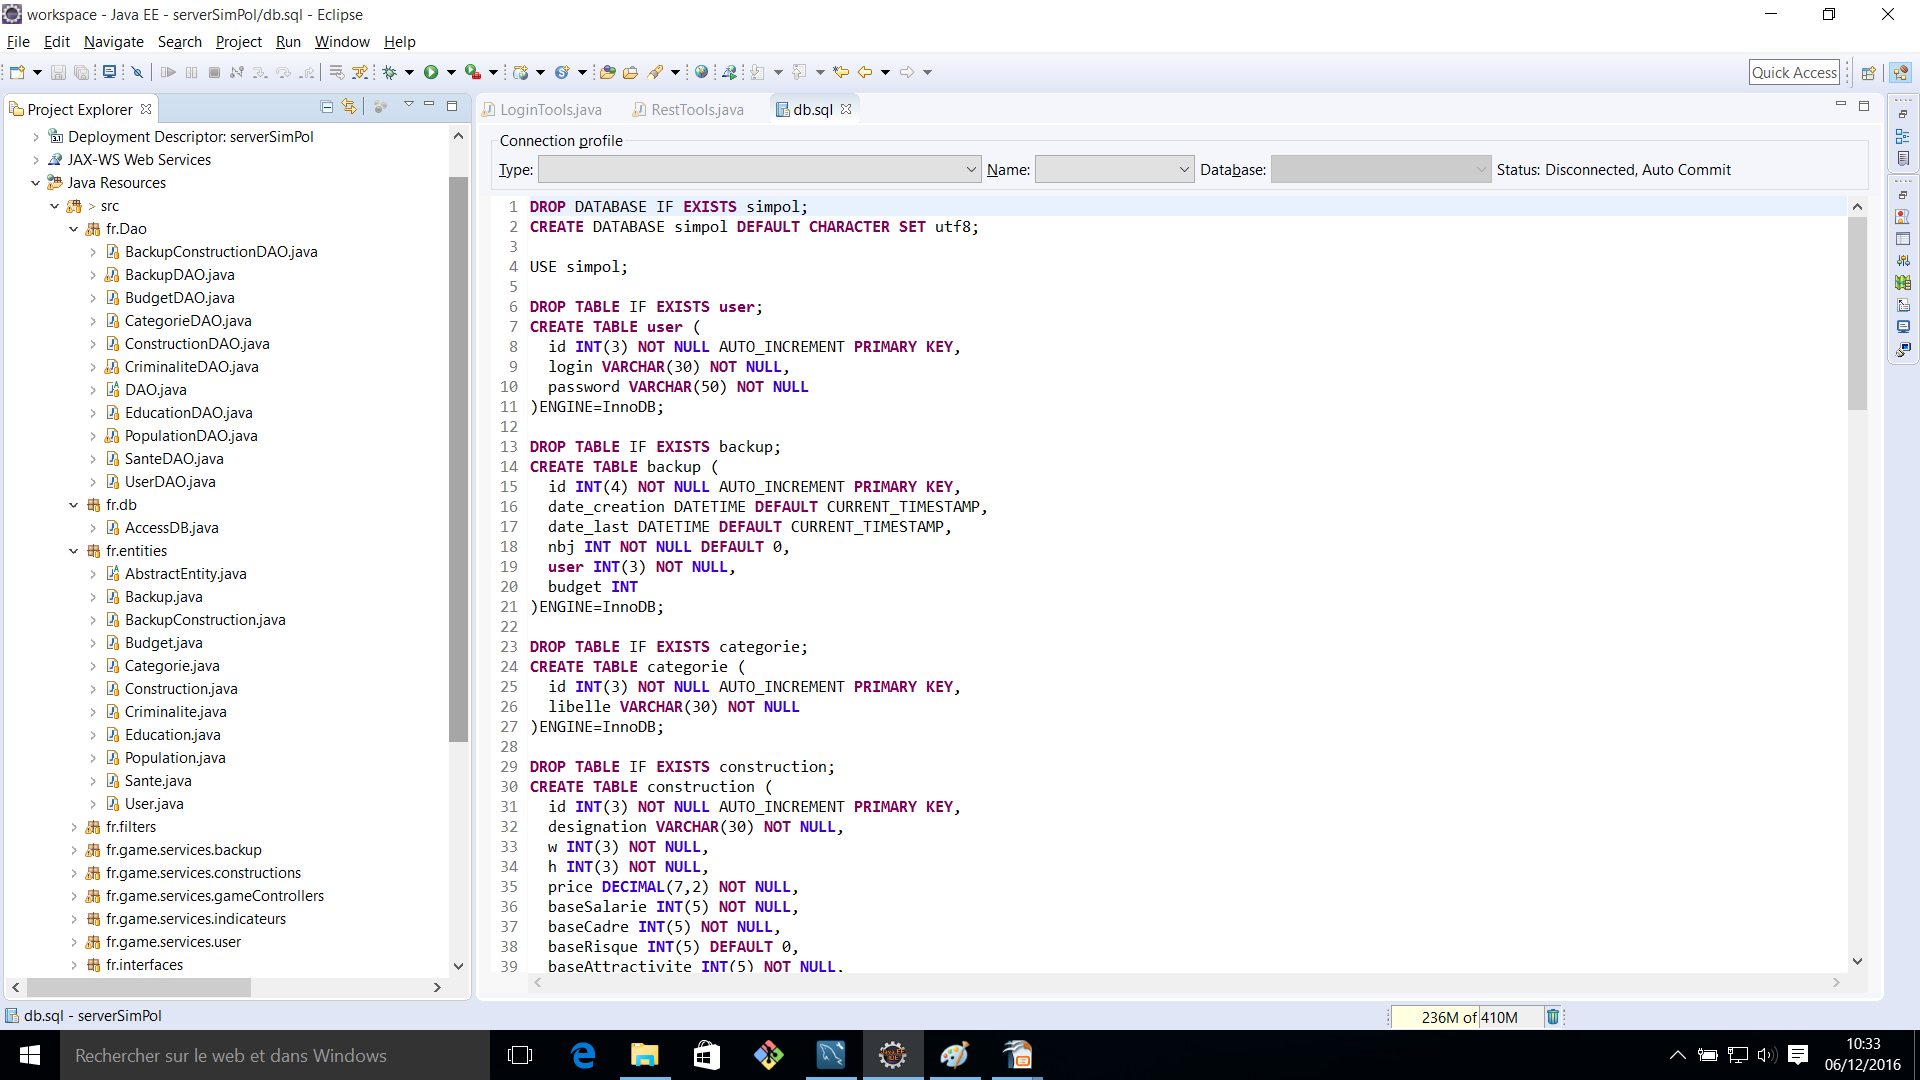 workspace - Java EE - serverSimPol/db.sql - Eclipse
File Edit Navigate Search Project Run Window Help
Quick Access
Project Explorer
Deployment Descriptor: serverSimPol
JAX-WS Web Services
Java Resources
> src
fr.Dao
BackupConstructionDAO.java
BackupDAO.java
BudgetDAO.java
CategorieDAO.java
ConstructionDAO.java
CriminaliteDAO.java
DAO.java
EducationDAO.java
PopulationDAO.java
SanteDAO.java
UserDAO.java
fr.db
AccessDB.java
fr.entities
AbstractEntity.java
Backup.java
BackupConstruction.java
Budget.java
Categorie.java
Construction.java
Criminalite.java
Education.java
Population.java
Sante.java
User.java
fr.filters
fr.game.services.backup
fr.game.services.constructions
fr.game.services.gameControllers
fr.game.services.indicateurs
fr.game.services.user
fr.interfaces
LoginTools.java RestTools.java db.sql
Connection profile
Type: Name: Database: Status: Disconnected, Auto Commit
1 DROP DATABASE IF EXISTS simpol;
2 CREATE DATABASE simpol DEFAULT CHARACTER SET utf8;
3
4 USE simpol;
5
6 DROP TABLE IF EXISTS user;
7 CREATE TABLE user (
8 id INT(3) NOT NULL AUTO_INCREMENT PRIMARY KEY,
9 login VARCHAR(30) NOT NULL,
10 password VARCHAR(50) NOT NULL
11 )ENGINE=InnoDB;
12
13 DROP TABLE IF EXISTS backup;
14 CREATE TABLE backup (
15 id INT(4) NOT NULL AUTO_INCREMENT PRIMARY KEY,
16 date_creation DATETIME DEFAULT CURRENT_TIMESTAMP,
17 date_last DATETIME DEFAULT CURRENT_TIMESTAMP,
18 nbj INT NOT NULL DEFAULT 0,
19 user INT(3) NOT NULL,
20 budget INT
21 )ENGINE=InnoDB;
22
23 DROP TABLE IF EXISTS categorie;
24 CREATE TABLE categorie (
25 id INT(3) NOT NULL AUTO_INCREMENT PRIMARY KEY,
26 libelle VARCHAR(30) NOT NULL
27 )ENGINE=InnoDB;
28
29 DROP TABLE IF EXISTS construction;
30 CREATE TABLE construction (
31 id INT(3) NOT NULL AUTO_INCREMENT PRIMARY KEY,
32 designation VARCHAR(30) NOT NULL,
33 w INT(3) NOT NULL,
34 h INT(3) NOT NULL,
35 price DECIMAL(7,2) NOT NULL,
36 baseSalarie INT(5) NOT NULL,
37 baseCadre INT(5) NOT NULL,
38 baseRisque INT(5) DEFAULT 0,
39 baseAttractivite INT(5) NOT NULL,
db.sql - serverSimPol
236M of 410M
Rechercher sur le web et dans Windows
10:33
06/12/2016